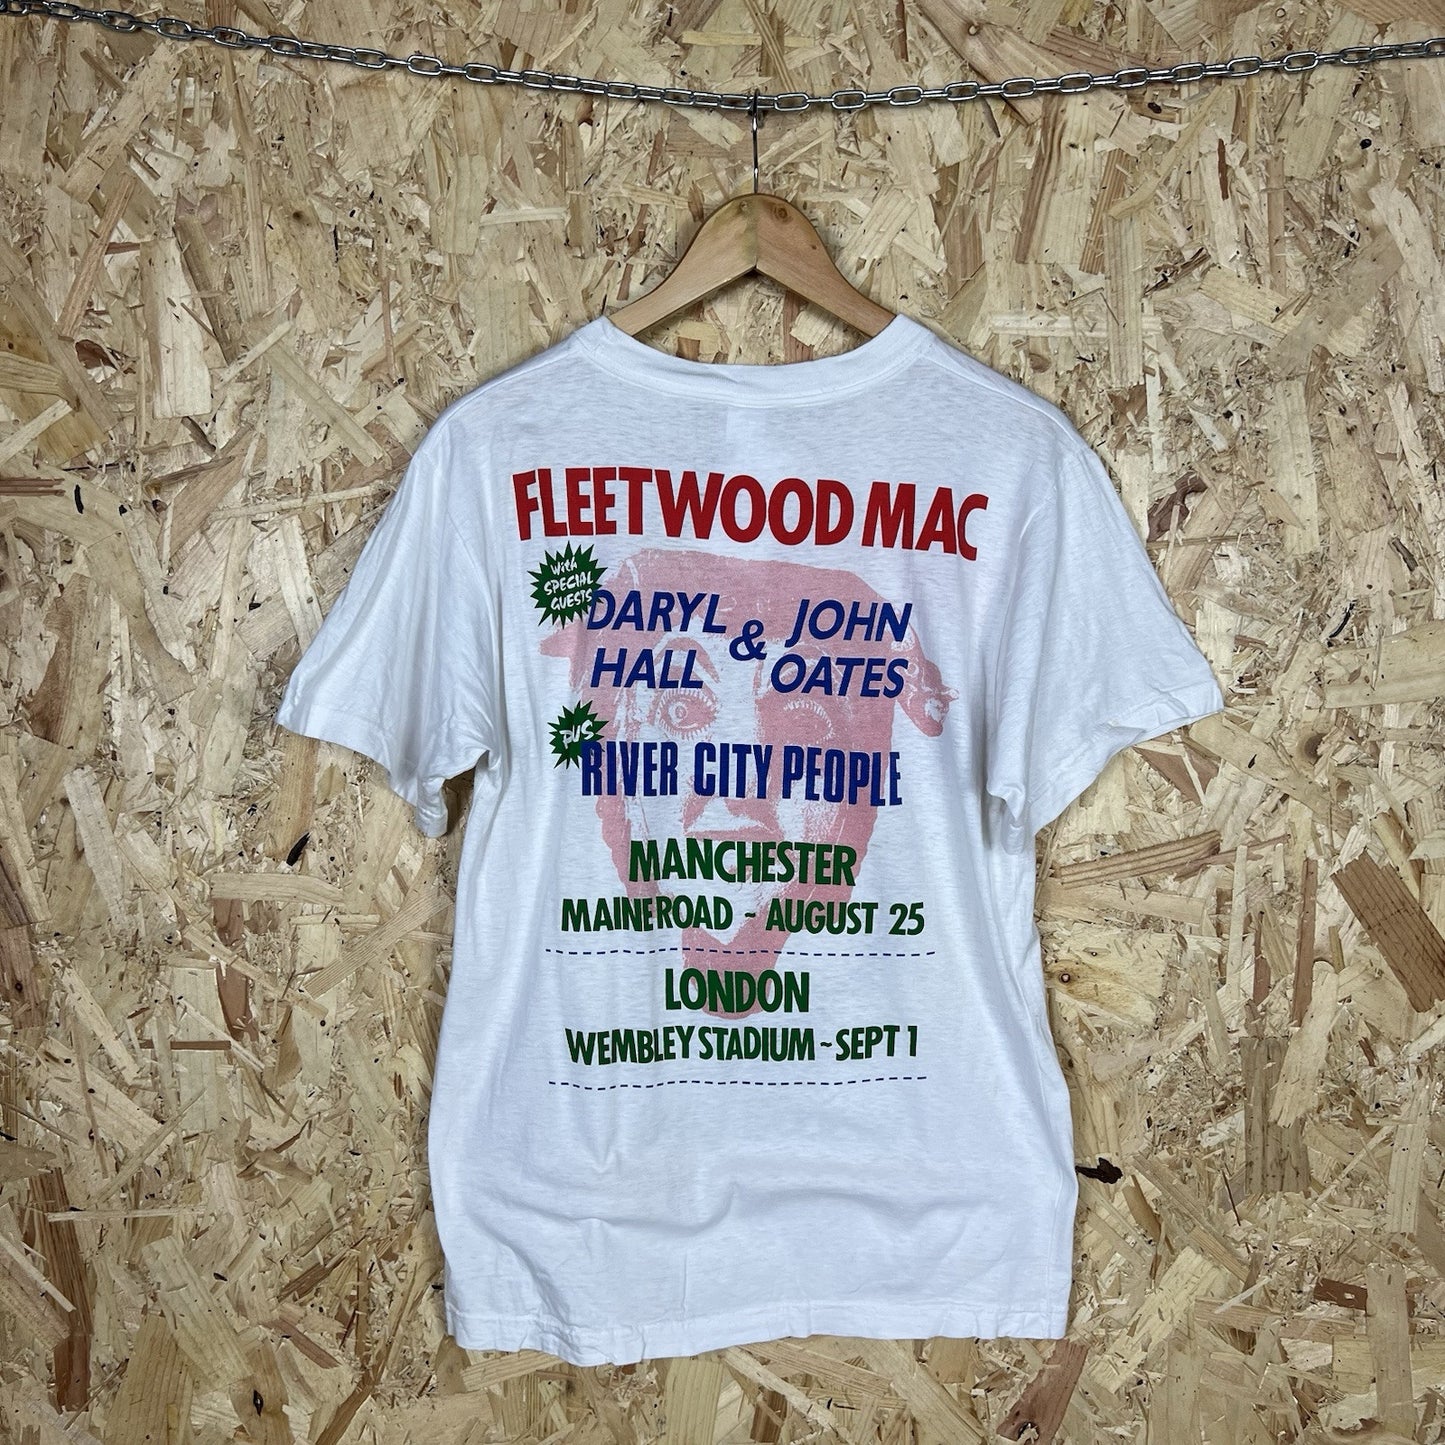 FLEETWOOD MAC
With
SPECIAL
GUESTS
DARYL & JOHN
HALL OATES
PLUS
RIVER CITY PEOPLE
MANCHESTER
MAINE ROAD ~ AUGUST 25
LONDON
WEMBLEY STADIUM ~ SEPT 1